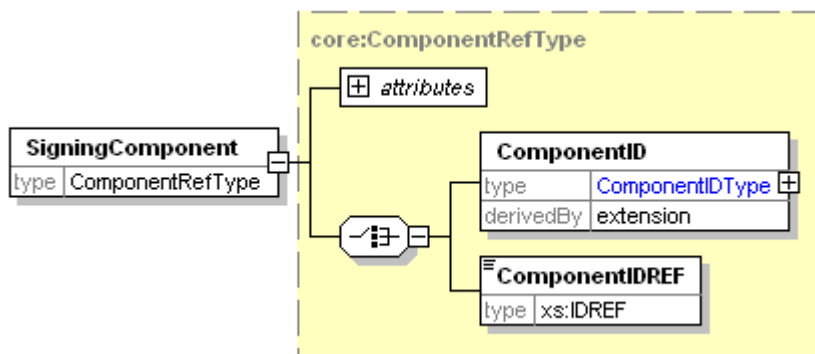 core:ComponentRefType
attributes
SigningComponent
type ComponentRefType
ComponentID
type ComponentIDType
derivedBy extension
ComponentIDREF
type xs:IDREF